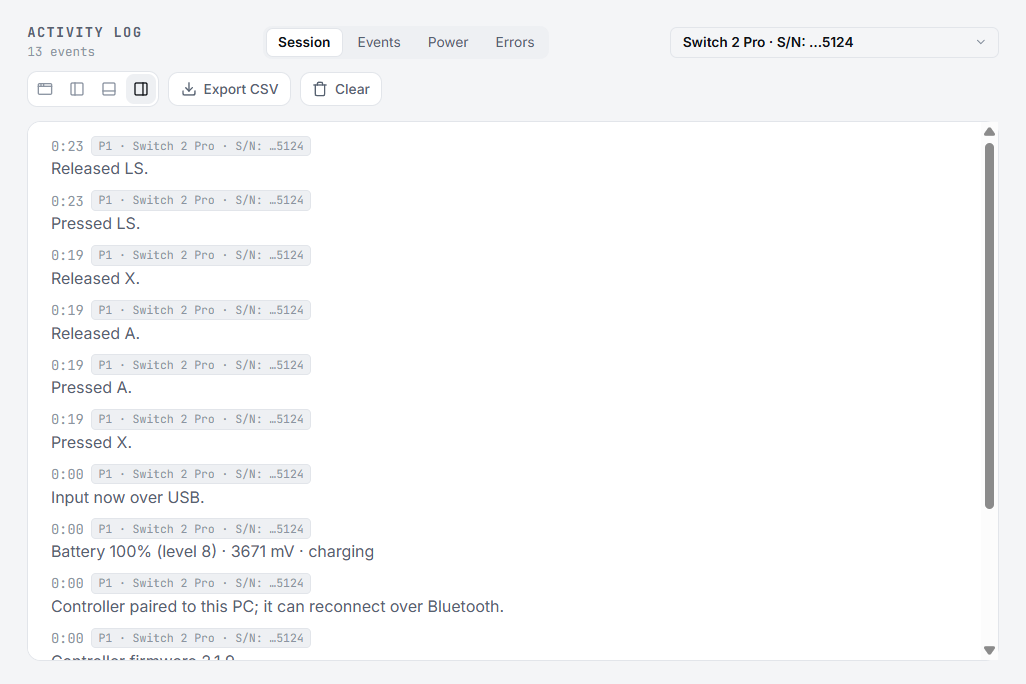 ACTIVITY LOG
13 events
Session
Events
Power
Errors
Switch 2 Pro · S/N: …5124
Export CSV
Clear
0:23 P1 · Switch 2 Pro · S/N: …5124
Released LS.
0:23 P1 · Switch 2 Pro · S/N: …5124
Pressed LS.
0:19 P1 · Switch 2 Pro · S/N: …5124
Released X.
0:19 P1 · Switch 2 Pro · S/N: …5124
Released A.
0:19 P1 · Switch 2 Pro · S/N: …5124
Pressed A.
0:19 P1 · Switch 2 Pro · S/N: …5124
Pressed X.
0:00 P1 · Switch 2 Pro · S/N: …5124
Input now over USB.
0:00 P1 · Switch 2 Pro · S/N: …5124
Battery 100% (level 8) · 3671 mV · charging
0:00 P1 · Switch 2 Pro · S/N: …5124
Controller paired to this PC; it can reconnect over Bluetooth.
0:00 P1 · Switch 2 Pro · S/N: …5124
Controller firmware